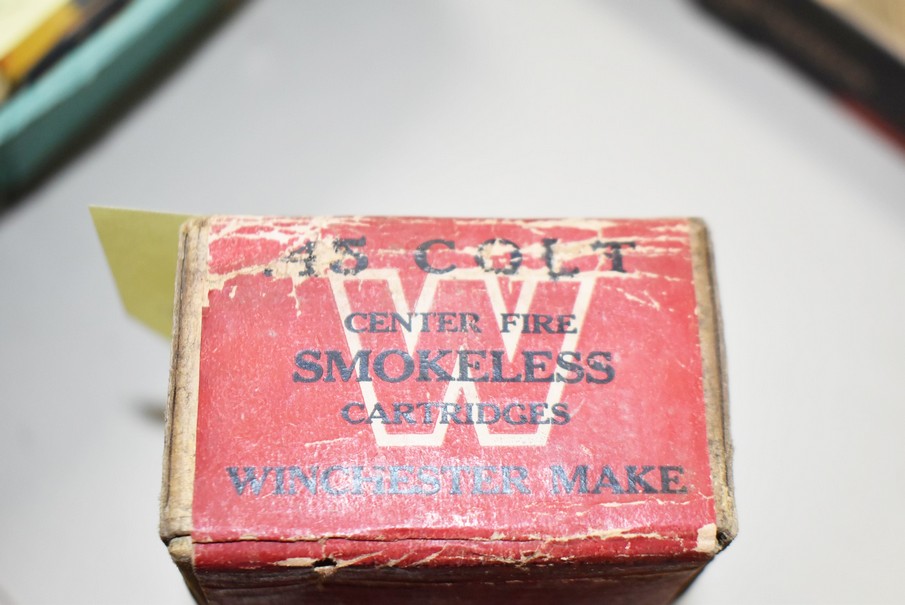 .45 COLT
W
CENTER FIRE
SMOKELESS
CARTRIDGES
WINCHESTER MAKE